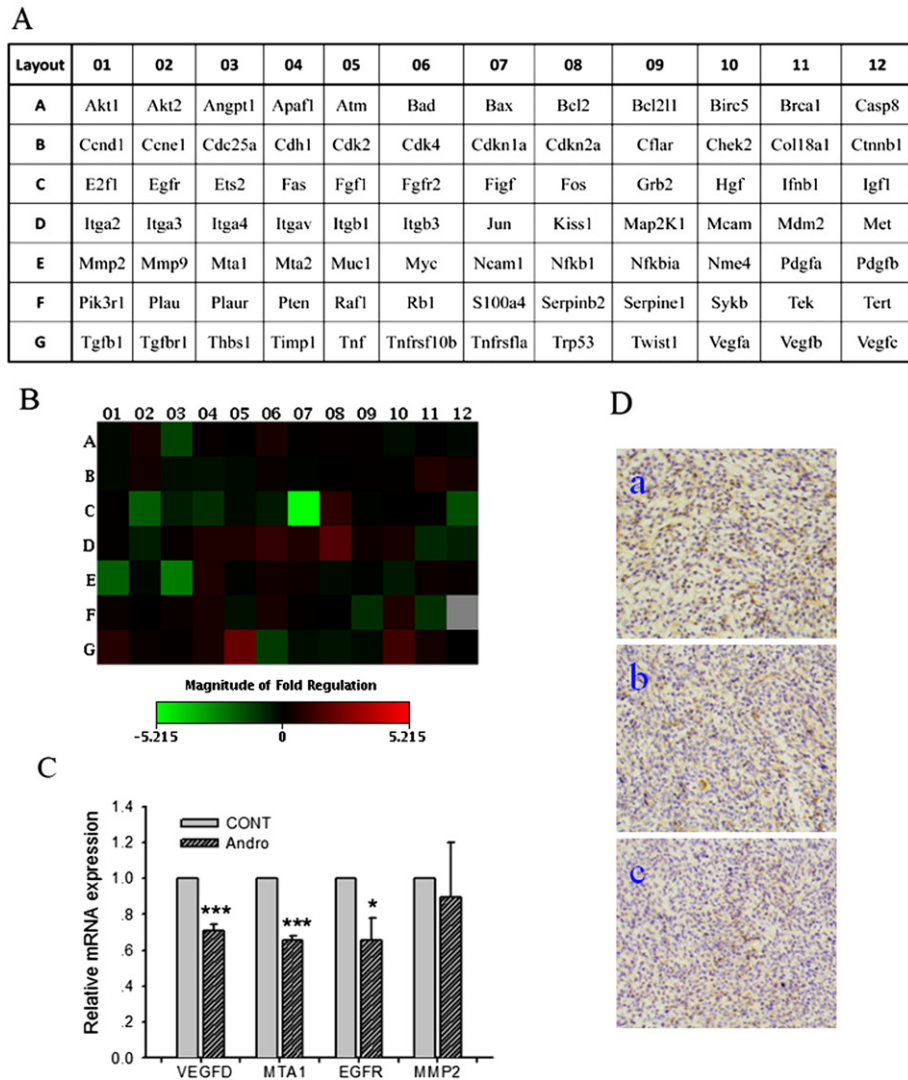 A
Layout 01 02 03 04 05 06 07 08 09 10 11 12
A Akt1 Akt2 Angpt1 Apaf1 Atm Bad Bax Bcl2 Bcl2l1 Birc5 Brca1 Casp8
B Ccnd1 Ccne1 Cdc25a Cdh1 Cdk2 Cdk4 Cdkn1a Cdkn2a Cflar Chek2 Col18a1 Ctnnb1
C E2f1 Egfr Ets2 Fas Fgf1 Fgfr2 Figf Fos Grb2 Hgf Ifnb1 Igf1
D Itga2 Itga3 Itga4 Itgav Itgb1 Itgb3 Jun Kiss1 Map2K1 Mcam Mdm2 Met
E Mmp2 Mmp9 Mta1 Mta2 Muc1 Myc Ncam1 Nfkb1 Nfkbia Nme4 Pdgfa Pdgfb
F Pik3r1 Plau Plaur Pten Raf1 Rb1 S100a4 Serpinb2 Serpine1 Sykb Tek Tert
G Tgfb1 Tgfbr1 Thbs1 Timp1 Tnf Tnfrsf10b Tnfrsf1a Trp53 Twist1 Vegfa Vegfb Vegfc
B
01 02 03 04 05 06 07 08 09 10 11 12
A
B
C
D
E
F
G
Magnitude of Fold Regulation
-5.215 0 5.215
C
Relative mRNA expression
1.4
1.2
1.0
.8
.6
.4
.2
0.0
CONT
Andro
*** *** *
VEGFD MTA1 EGFR MMP2
D
a
b
c